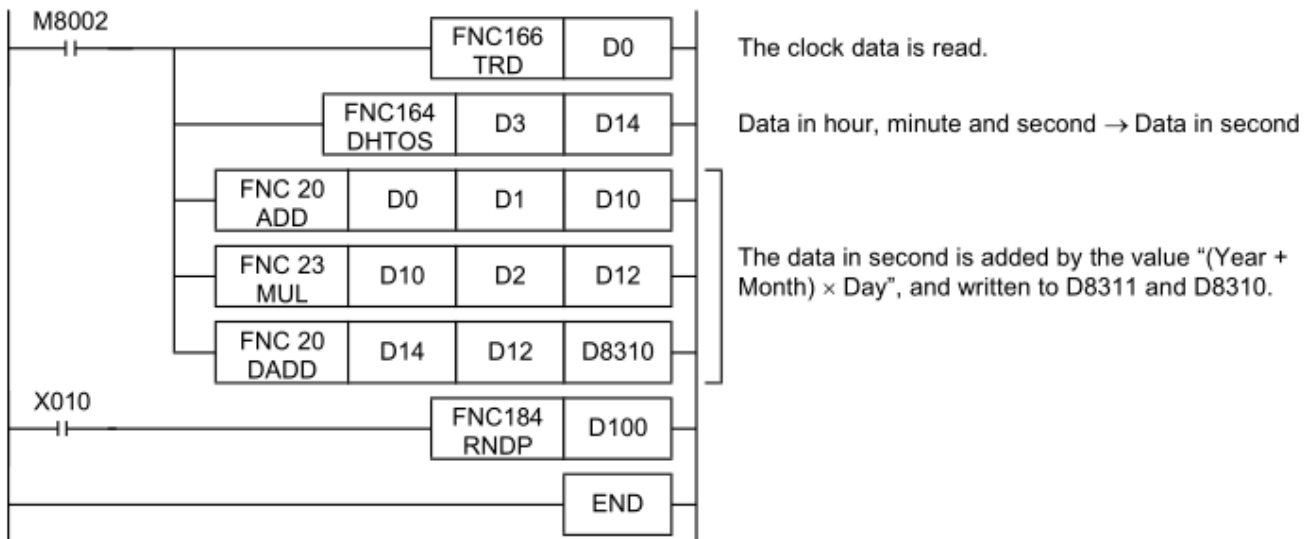 M8002
FNC166 TRD D0 The clock data is read.
FNC164 DHTOS D3 D14 Data in hour, minute and second → Data in second
FNC 20 ADD D0 D1 D10
FNC 23 MUL D10 D2 D12
The data in second is added by the value “(Year +
Month) × Day”, and written to D8311 and D8310.
FNC 20 DADD D14 D12 D8310
X010
FNC184 RNDP D100
END